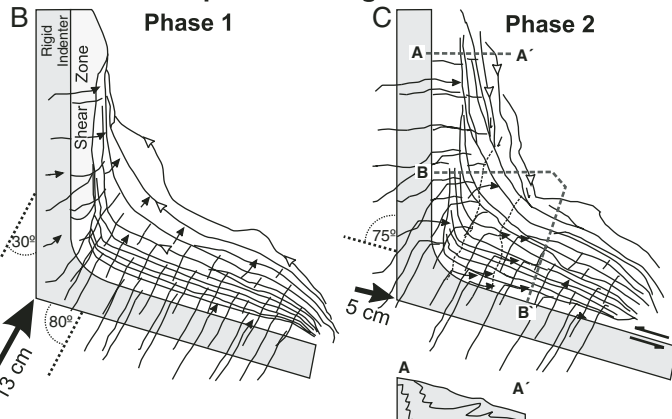 B
Phase 1
Rigid
Indenter
Shear Zone
30º
80º
13 cm
C
Phase 2
A
A´
B
75º
5 cm
B´
A
A´